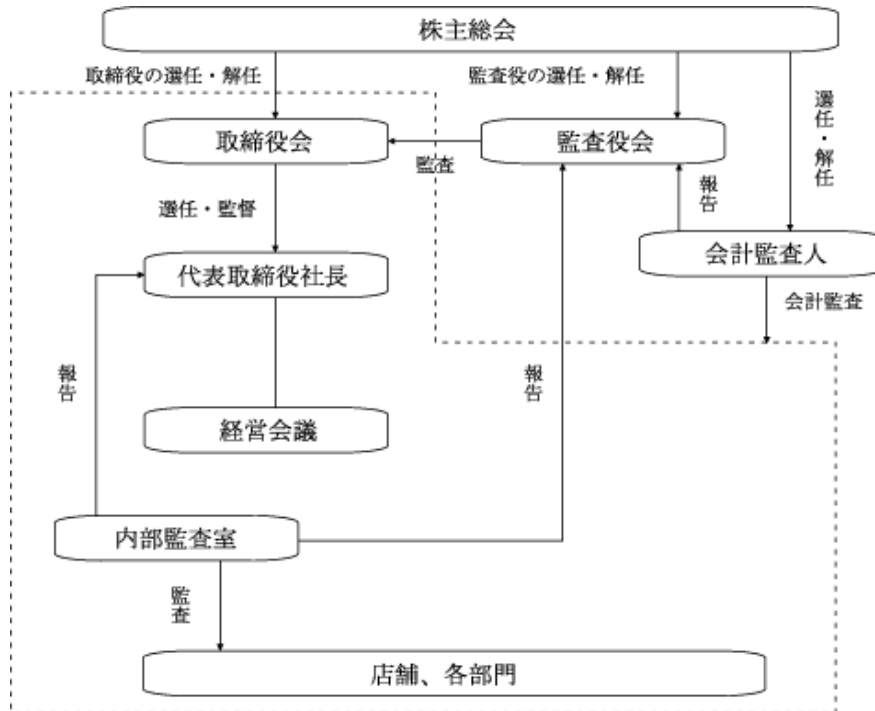 株主総会
取締役の選任・解任
監査役の選任・解任
選任・解任
取締役会
監査
監査役会
報告
選任・監督
会計監査人
代表取締役社長
会計監査
報告
報告
経営会議
内部監査室
監査
店舗、各部門